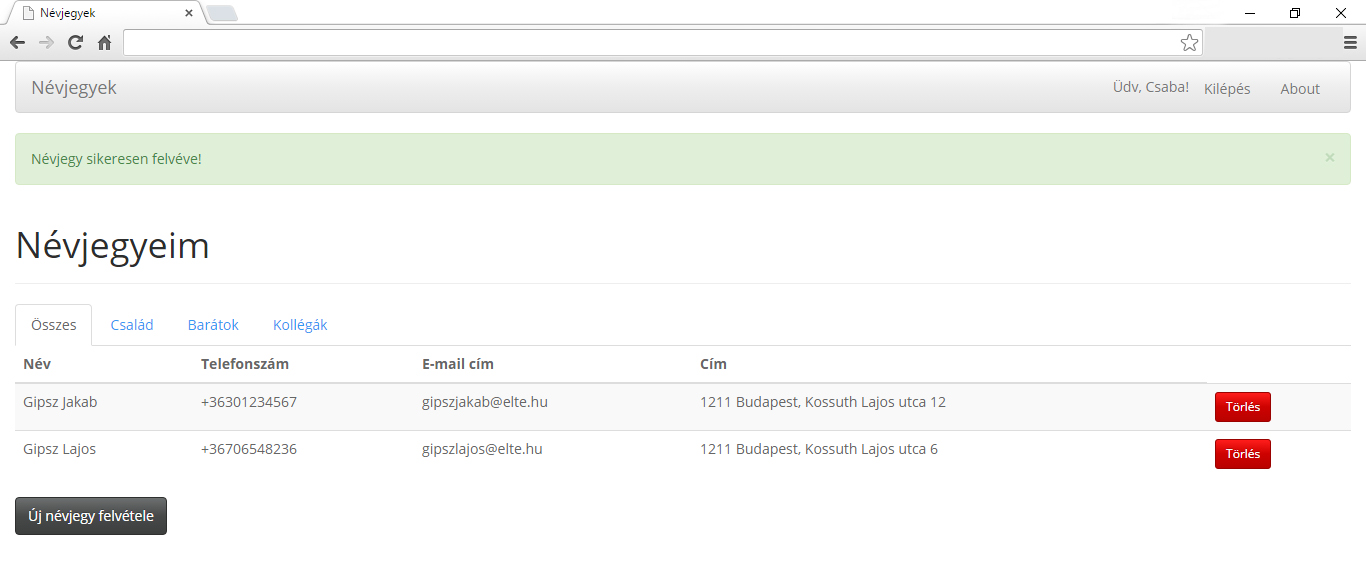 Névjegyek
Névjegyek Üdv, Csaba! Kilépés About
Névjegy sikeresen felvéve! ×
Névjegyeim
Összes Család Barátok Kollégák
Név Telefonszám E-mail cím Cím
Gipsz Jakab +36301234567 gipszjakab@elte.hu 1211 Budapest, Kossuth Lajos utca 12 Törlés
Gipsz Lajos +36706548236 gipszlajos@elte.hu 1211 Budapest, Kossuth Lajos utca 6 Törlés
Új névjegy felvétele